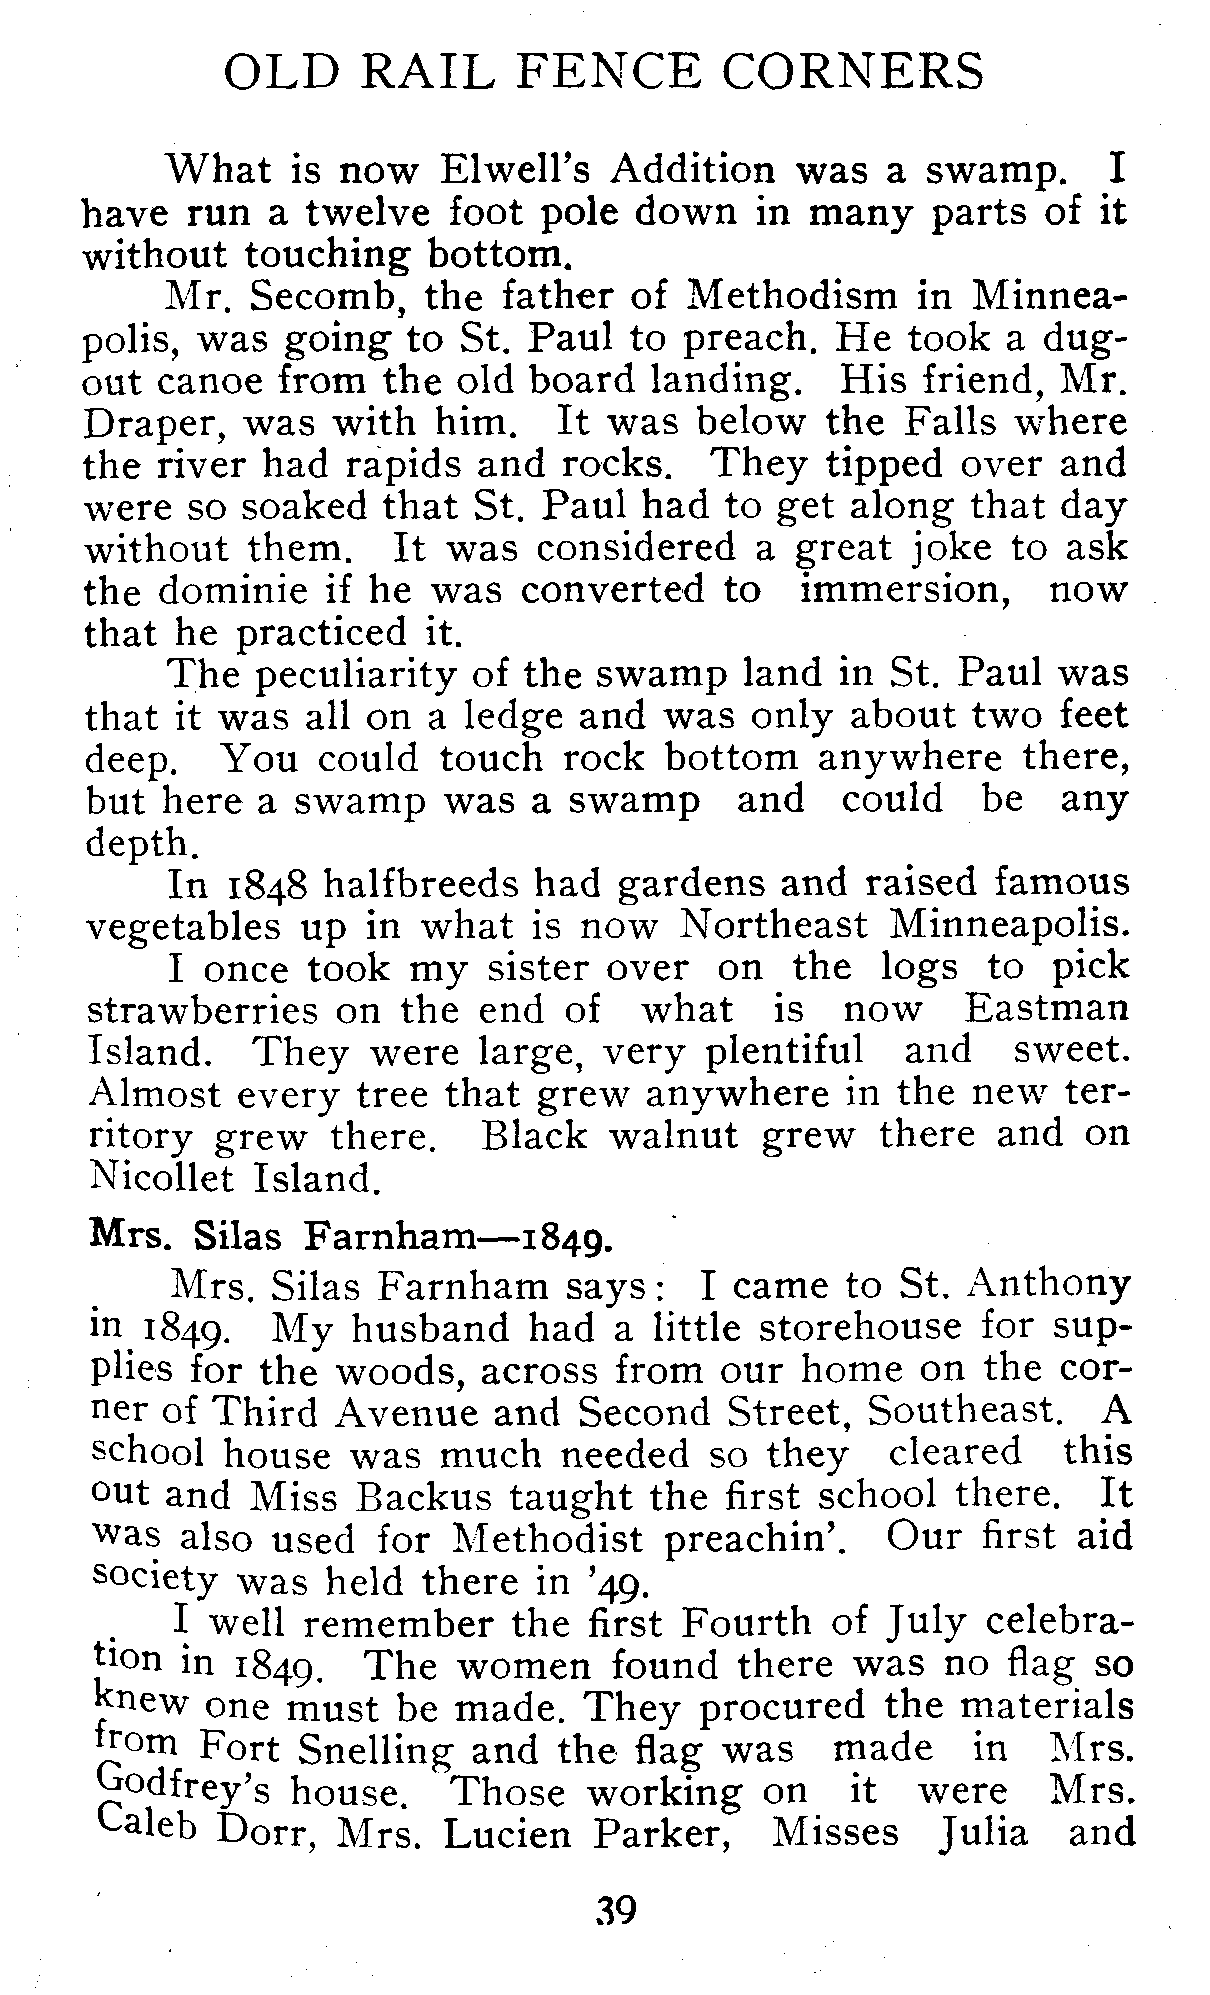 OLD RAIL FENCE CORNERS
What is now Elwell's Addition was a swamp. I
have run a twelve foot pole down in many parts of it
without touching bottom.
Mr. Secomb, the father of Methodism in Minnea-
polis, was going to St. Paul to preach. He took a dug-
out canoe from the old board landing. His friend, Mr.
Draper, was with him. It was below the Falls where
the river had rapids and rocks. They tipped over and
were so soaked that St. Paul had to get along that day
without them. It was considered a great joke to ask
the dominie if he was converted to immersion, now
that he practiced it.
The peculiarity of the swamp land in St. Paul was
that it was all on a ledge and was only about two feet
deep. You could touch rock bottom anywhere there,
but here a swamp was a swamp and could be any
depth.
In 1848 halfbreeds had gardens and raised famous
vegetables up in what is now Northeast Minneapolis.
I once took my sister over on the logs to pick
strawberries on the end of what is now Eastman
Island. They were large, very plentiful and sweet.
Almost every tree that grew anywhere in the new ter-
ritory grew there. Black walnut grew there and on
Nicollet Island.
Mrs. Silas Farnham—1849.
Mrs. Silas Farnham says: I came to St. Anthony
in 1849. My husband had a little storehouse for sup-
plies for the woods, across from our home on the cor-
ner of Third Avenue and Second Street, Southeast. A
school house was much needed so they cleared this
out and Miss Backus taught the first school there. It
was also used for Methodist preachin'. Our first aid
society was held there in '49.
I well remember the first Fourth of July celebra-
tion in 1849. The women found there was no flag so
knew one must be made. They procured the materials
from Fort Snelling and the flag was made in Mrs.
Godfrey's house. Those working on it were Mrs.
Caleb Dorr, Mrs. Lucien Parker, Misses Julia and
39